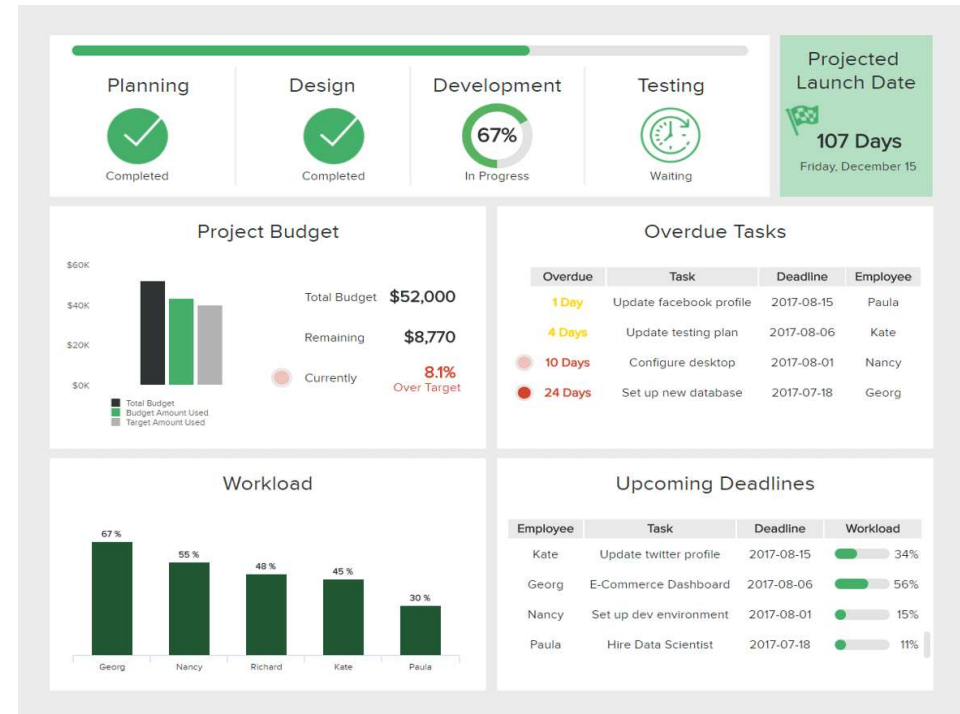 Planning
Completed
Design
Completed
Development
67%
In Progress
Testing
Waiting
Projected
Launch Date
107 Days
Friday, December 15
Project Budget
$60K
$40K
$20K
$0K
Total Budget
Budget Amount Used
Target Amount Used
Total Budget $52,000
Remaining $8,770
Currently 8.1%
Over Target
Overdue Tasks
Overdue Task Deadline Employee
1 Day Update facebook profile 2017-08-15 Paula
4 Days Update testing plan 2017-08-06 Kate
10 Days Configure desktop 2017-08-01 Nancy
24 Days Set up new database 2017-07-18 Georg
Workload
67 %
55 %
48 %
45 %
30 %
Georg Nancy Richard Kate Paula
Upcoming Deadlines
Employee Task Deadline Workload
Kate Update twitter profile 2017-08-15 34%
Georg E-Commerce Dashboard 2017-08-06 56%
Nancy Set up dev environment 2017-08-01 15%
Paula Hire Data Scientist 2017-07-18 11%